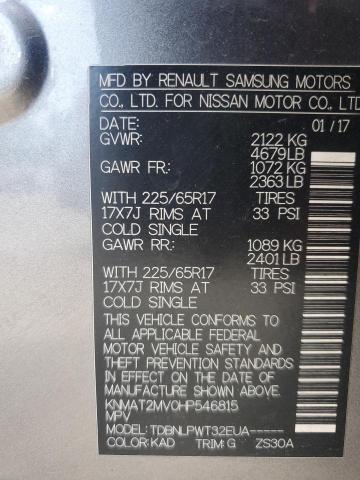 MFD BY RENAULT SAMSUNG MOTORS
CO., LTD. FOR NISSAN MOTOR CO., LTD
DATE: 01/17
GVWR: 2122 KG
4679LB
GAWR FR: 1072 KG
2363LB
WITH 225/65R17 TIRES
17X7J RIMS AT 33 PSI
COLD SINGLE
GAWR RR: 1089 KG
2401LB
WITH 225/65R17 TIRES
17X7J RIMS AT 33 PSI
COLD SINGLE
THIS VEHICLE CONFORMS TO
ALL APPLICABLE FEDERAL
MOTOR VEHICLE SAFETY AND
THEFT PREVENTION STANDARDS
IN EFFECT ON THE DATE OF
MANUFACTURE SHOWN ABOVE.
KNMAT2MV0HP546815
MPV
MODEL: TDBNLPWT32EUA-----
COLOR:KAD TRIM:G ZS30A